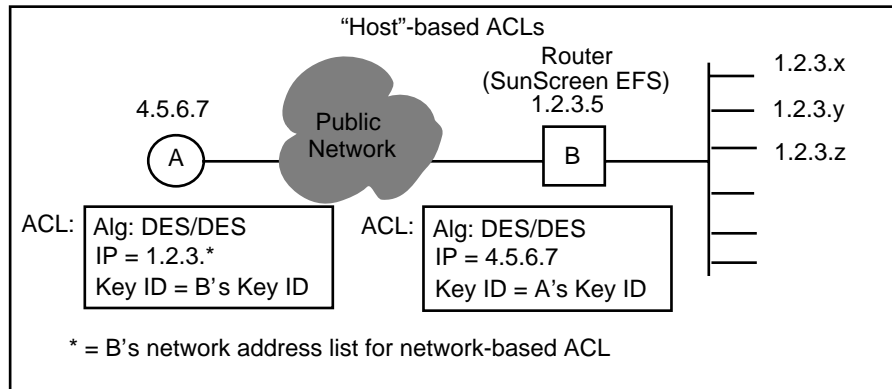 “Host”-based ACLs
Router
(SunScreen EFS)
1.2.3.5
1.2.3.x
1.2.3.y
1.2.3.z
4.5.6.7
A
Public
Network
B
ACL:
Alg: DES/DES
IP = 1.2.3.*
Key ID = B’s Key ID
ACL:
Alg: DES/DES
IP = 4.5.6.7
Key ID = A’s Key ID
* = B’s network address list for network-based ACL